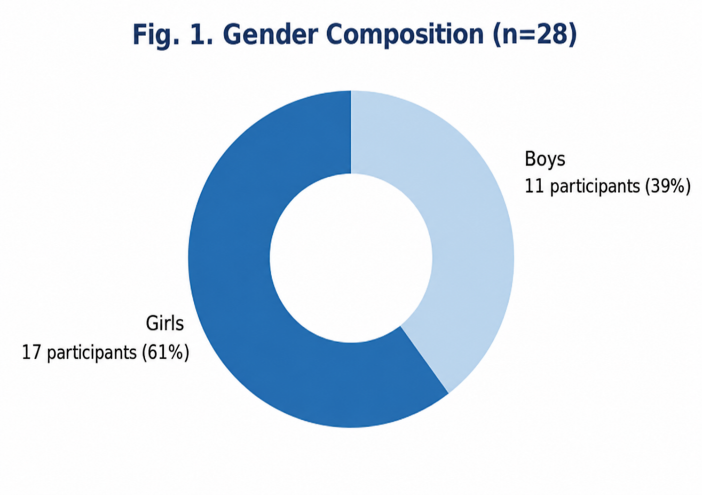 Fig. 1. Gender Composition (n=28)
Boys
11 participants (39%)
Girls
17 participants (61%)